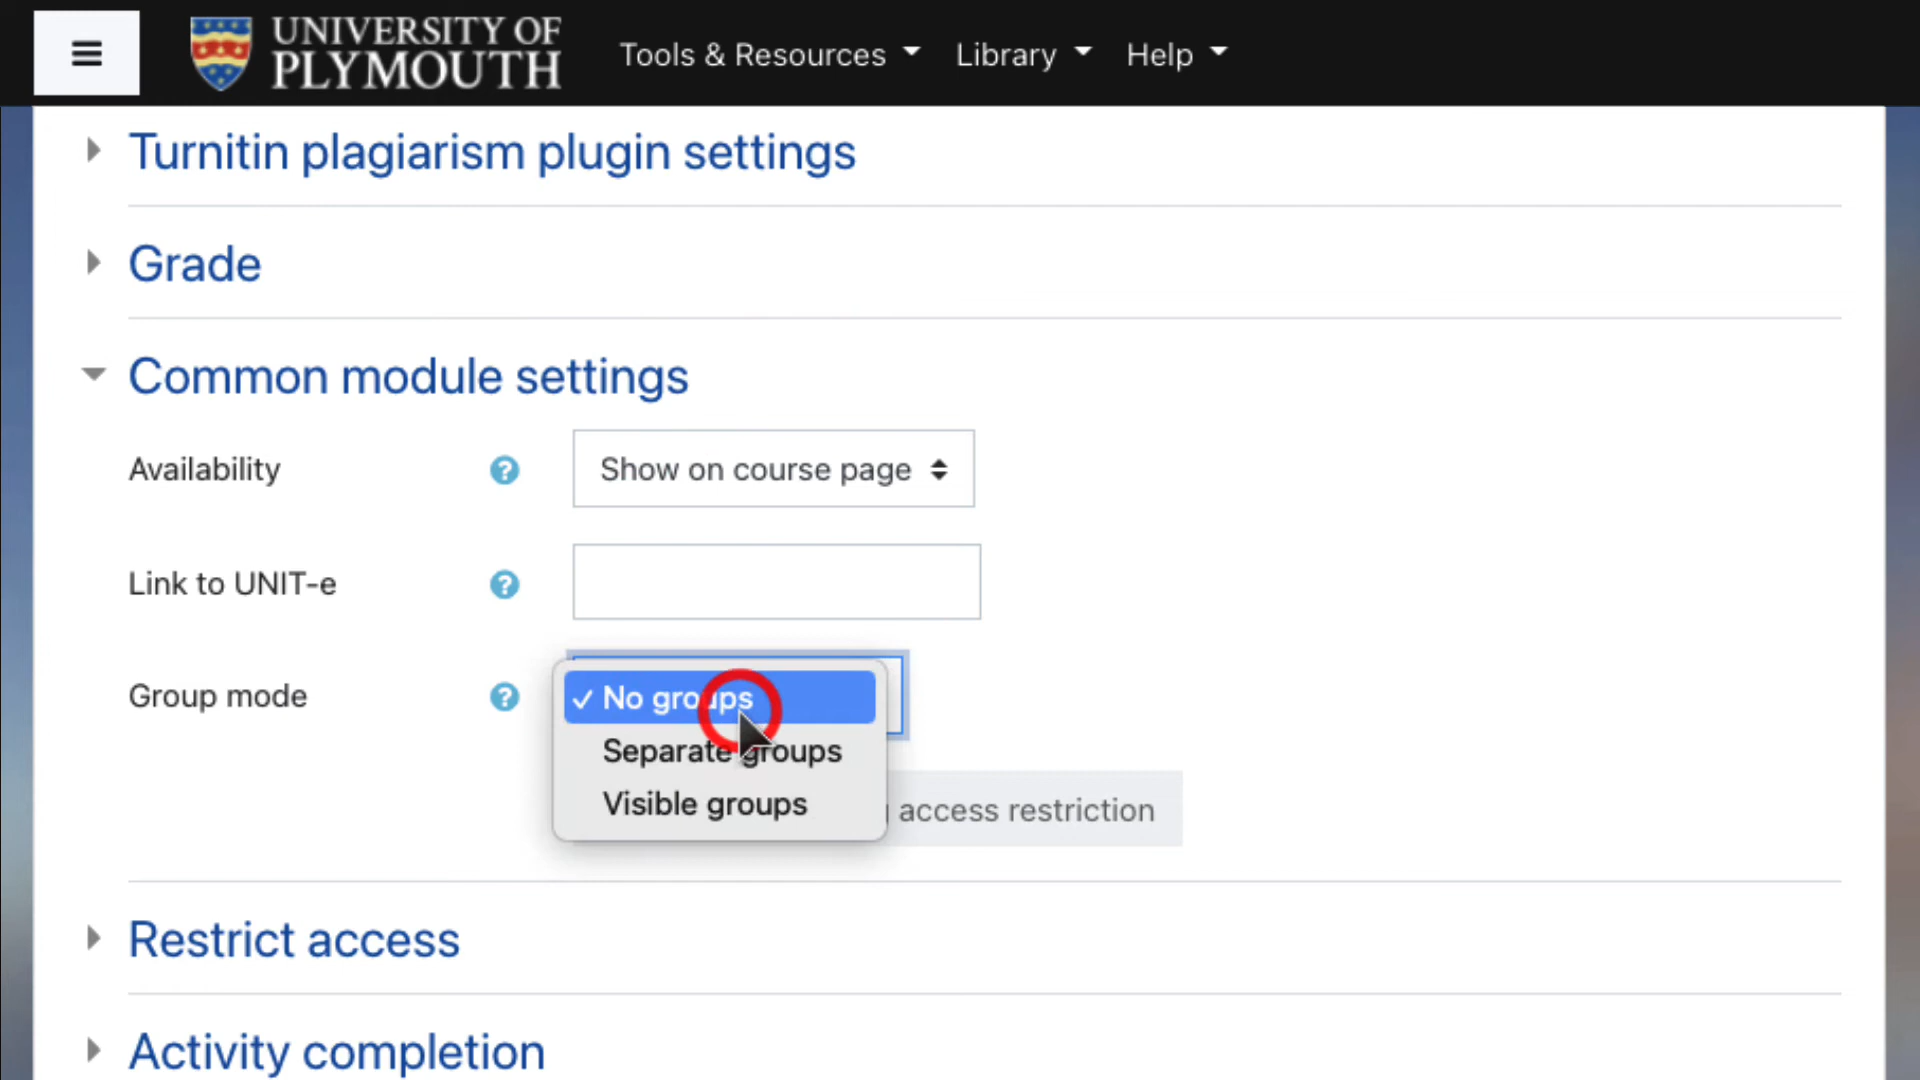 UNIVERSITY OF
PLYMOUTH
Tools & Resources
Library
Help
Turnitin plagiarism plugin settings
Grade
Common module settings
Availability
? Show on course page
Link to UNIT-e
?
Group mode
?
✓ No groups
Separate groups
Visible groups
access restriction
Restrict access
Activity completion